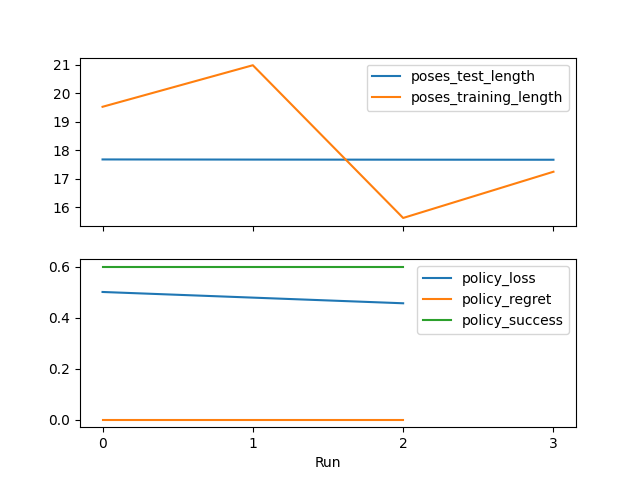 21
20
19
18
17
16
poses_test_length
poses_training_length
0.6
0.4
0.2
0.0
policy_loss
policy_regret
policy_success
0 1 2 3
Run